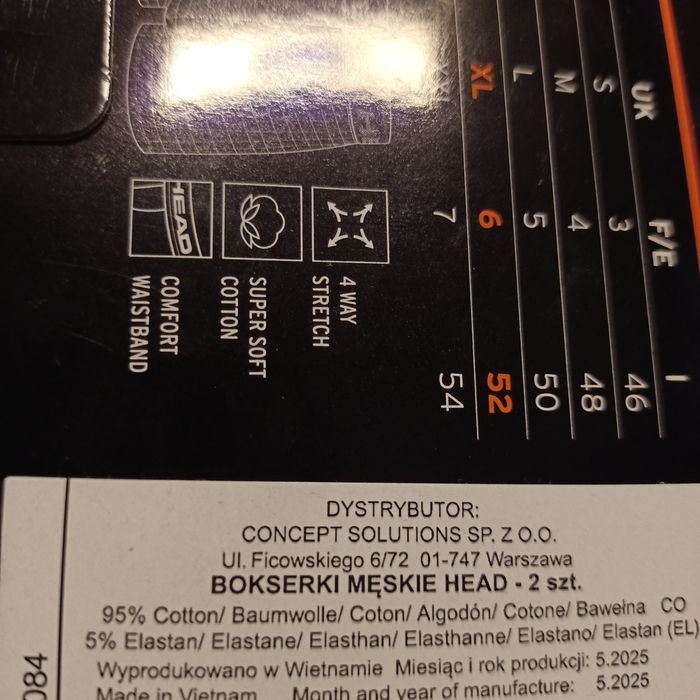 UK F/E I
S 3 46
M 4 48
L 5 50
XL 6 52
7 54
4 WAY
STRETCH
SUPER SOFT
COTTON
HEAD
COMFORT
WAISTBAND
DYSTRYBUTOR:
CONCEPT SOLUTIONS SP. Z O.O.
Ul. Ficowskiego 6/72 01-747 Warszawa
BOKSERKI MĘSKIE HEAD - 2 szt.
95% Cotton/ Baumwolle/ Coton/ Algodón/ Cotone/ Bawełna CO
5% Elastan/ Elastane/ Elasthan/ Elasthanne/ Elastano/ Elastan (EL)
Wyprodukowano w Wietnamie Miesiąc i rok produkcji: 5.2025
Made in Vietnam Month and year of manufacture: 5.2025
084